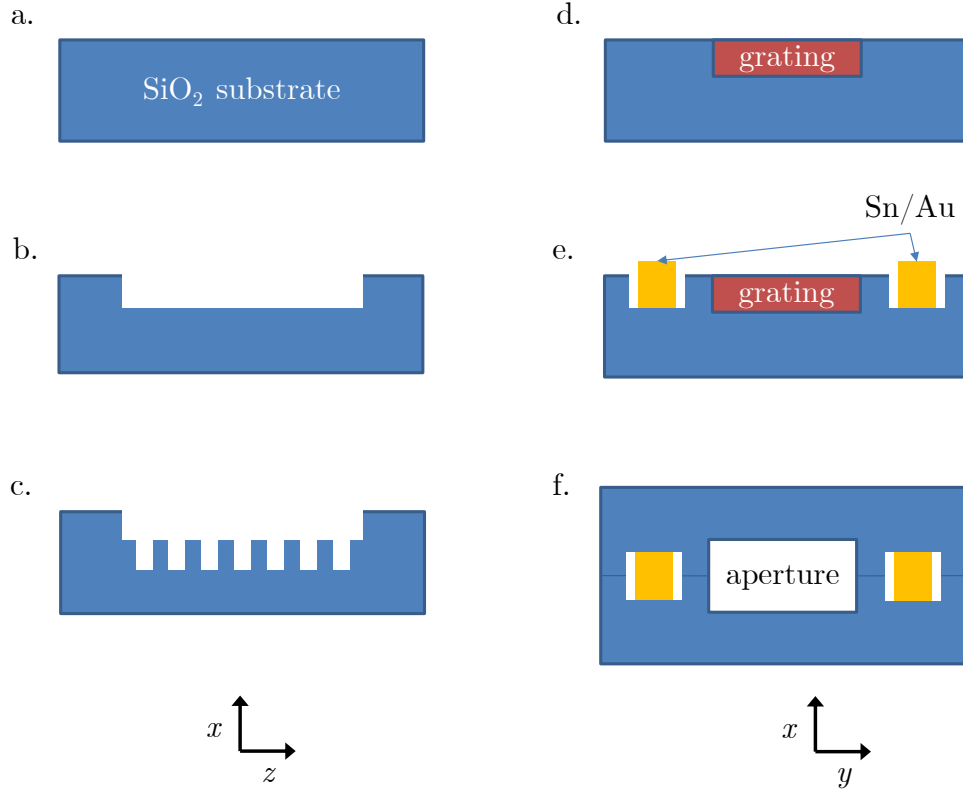 a.
SiO₂ substrate
b.
c.
x
z
d.
grating
Sn/Au
e.
grating
f.
aperture
x
y